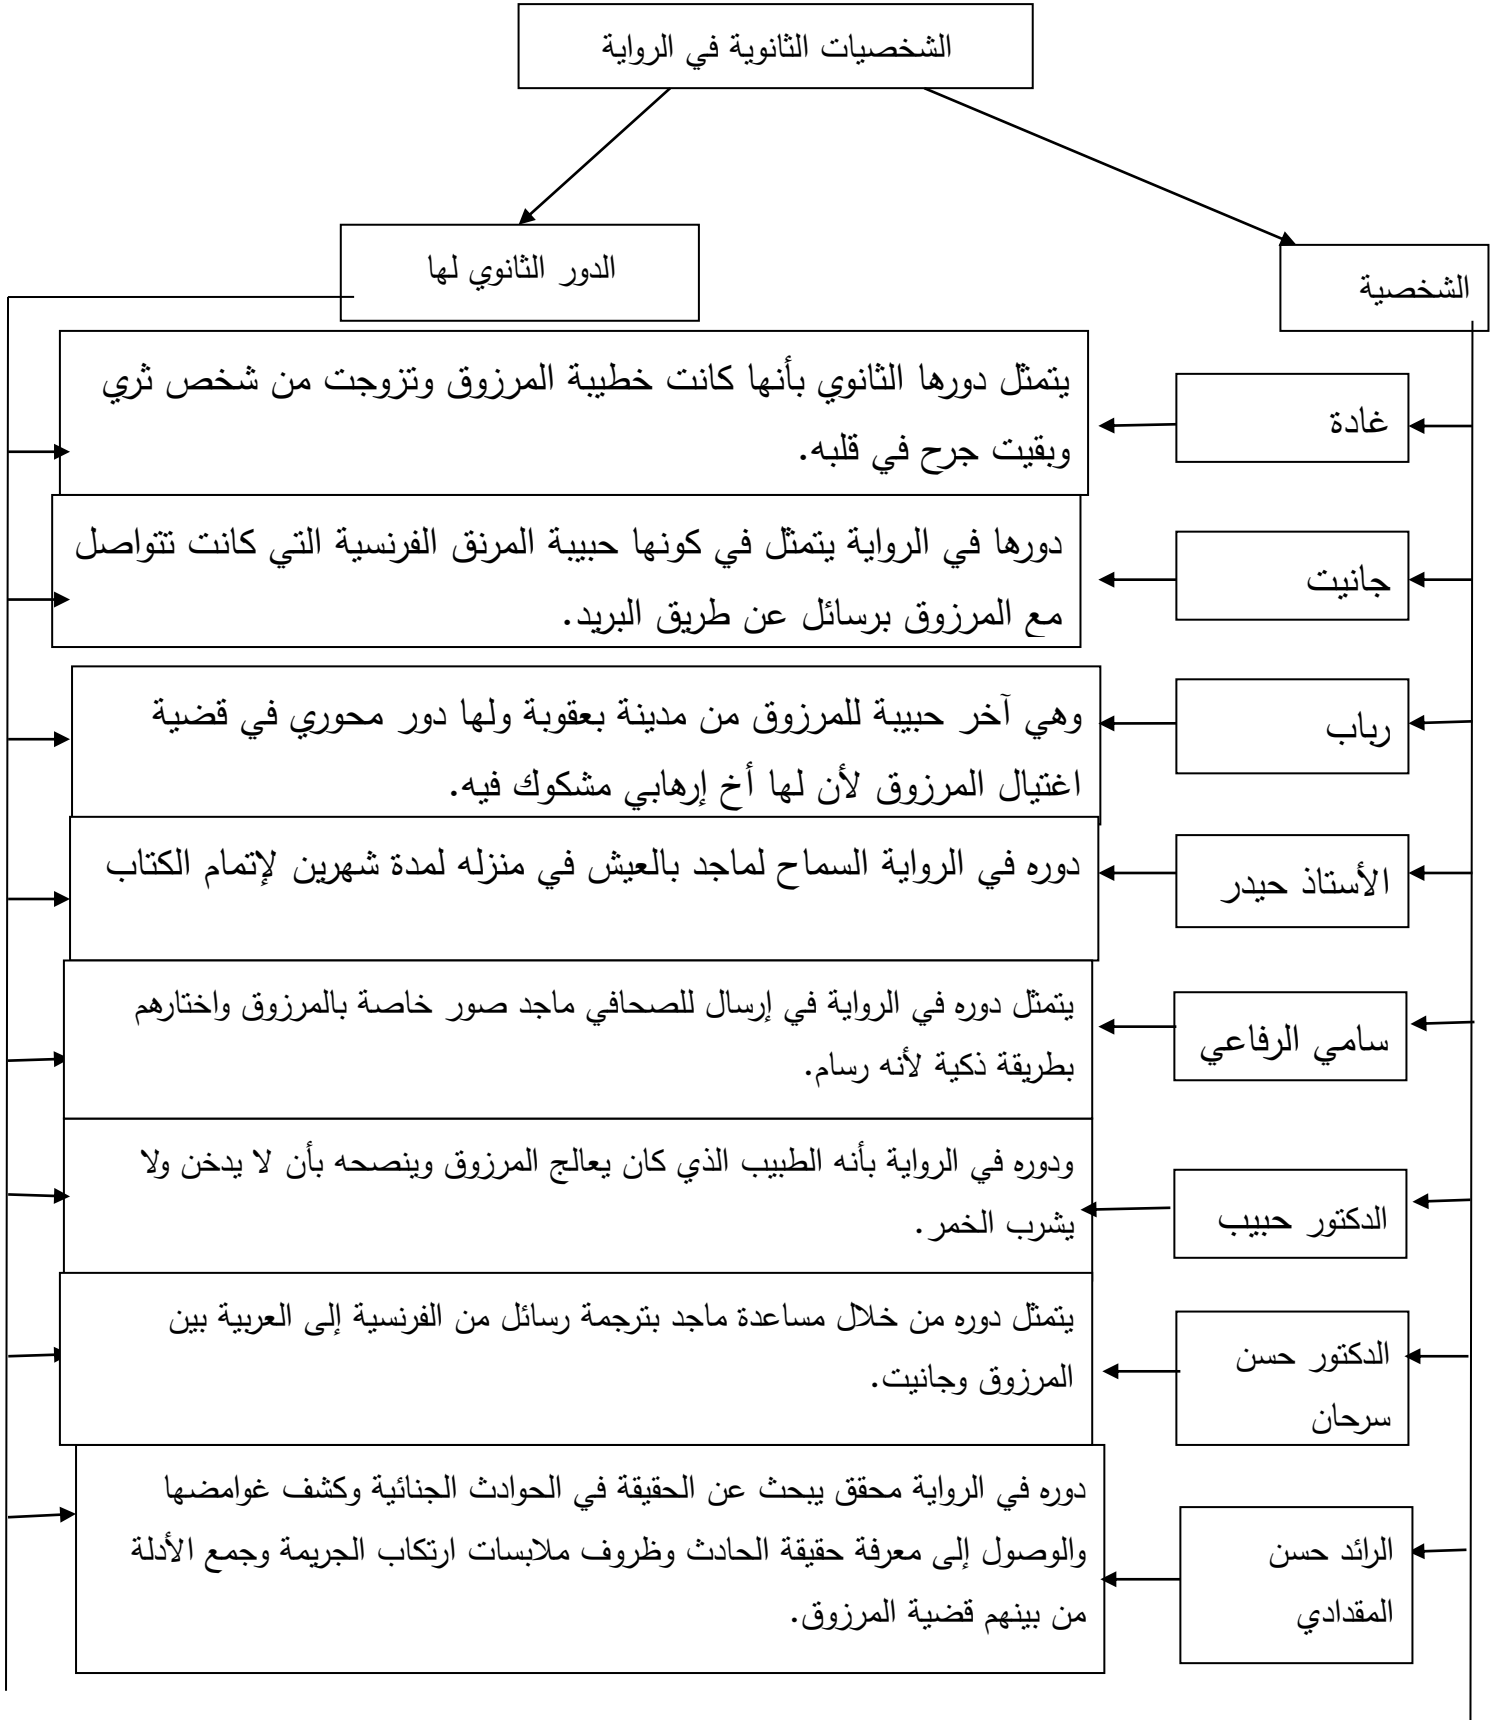 الشخصيات الثانوية في الرواية
الشخصية
الدور الثانوي لها
غادة
يتمثل دورها الثانوي بأنها كانت خطيبة المرزوق وتزوجت من شخص ثري
وبقيت جرح في قلبه.
جانيت
دورها في الرواية يتمثل في كونها حبيبة المرنق الفرنسية التي كانت تتواصل
مع المرزوق برسائل عن طريق البريد.
رباب
وهي آخر حبيبة للمرزوق من مدينة بعقوبة ولها دور محوري في قضية
اغتيال المرزوق لأن لها أخ إرهابي مشكوك فيه.
الأستاذ حيدر
دوره في الرواية السماح لماجد بالعيش في منزله لمدة شهرين لإتمام الكتاب
سامي الرفاعي
يتمثل دوره في الرواية في إرسال للصحافي ماجد صور خاصة بالمرزوق واختارهم
بطريقة ذكية لأنه رسام.
الدكتور حبيب
ودوره في الرواية بأنه الطبيب الذي كان يعالج المرزوق وينصحه بأن لا يدخن ولا
يشرب الخمر.
الدكتور حسن
سرحان
يتمثل دوره من خلال مساعدة ماجد بترجمة رسائل من الفرنسية إلى العربية بين
المرزوق وجانيت.
الرائد حسن
المقدادي
دوره في الرواية محقق يبحث عن الحقيقة في الحوادث الجنائية وكشف غوامضها
والوصول إلى معرفة حقيقة الحادث وظروف ملابسات ارتكاب الجريمة وجمع الأدلة
من بينهم قضية المرزوق.